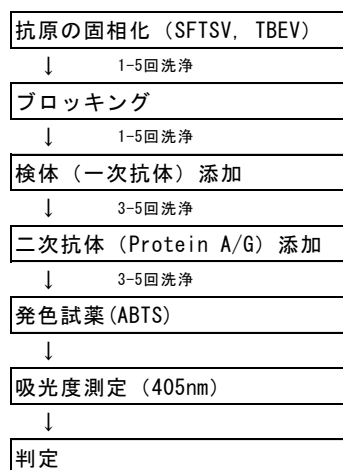 抗原の固相化（SFTSV, TBEV）
↓ 1-5回洗浄
ブロッキング
↓ 1-5回洗浄
検体（一次抗体）添加
↓ 3-5回洗浄
二次抗体（Protein A/G）添加
↓ 3-5回洗浄
発色試薬(ABTS)
↓
吸光度測定（405nm）
↓
判定